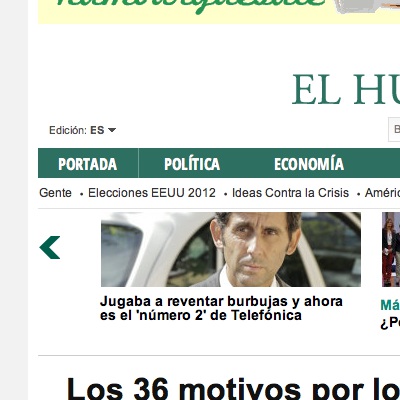 EL HU
Edición: ES
PORTADA POLÍTICA ECONOMÍA
Gente • Elecciones EEUU 2012 • Ideas Contra la Crisis • Améric
Jugaba a reventar burbujas y ahora
es el 'número 2' de Telefónica
Má
¿Po
Los 36 motivos por lo